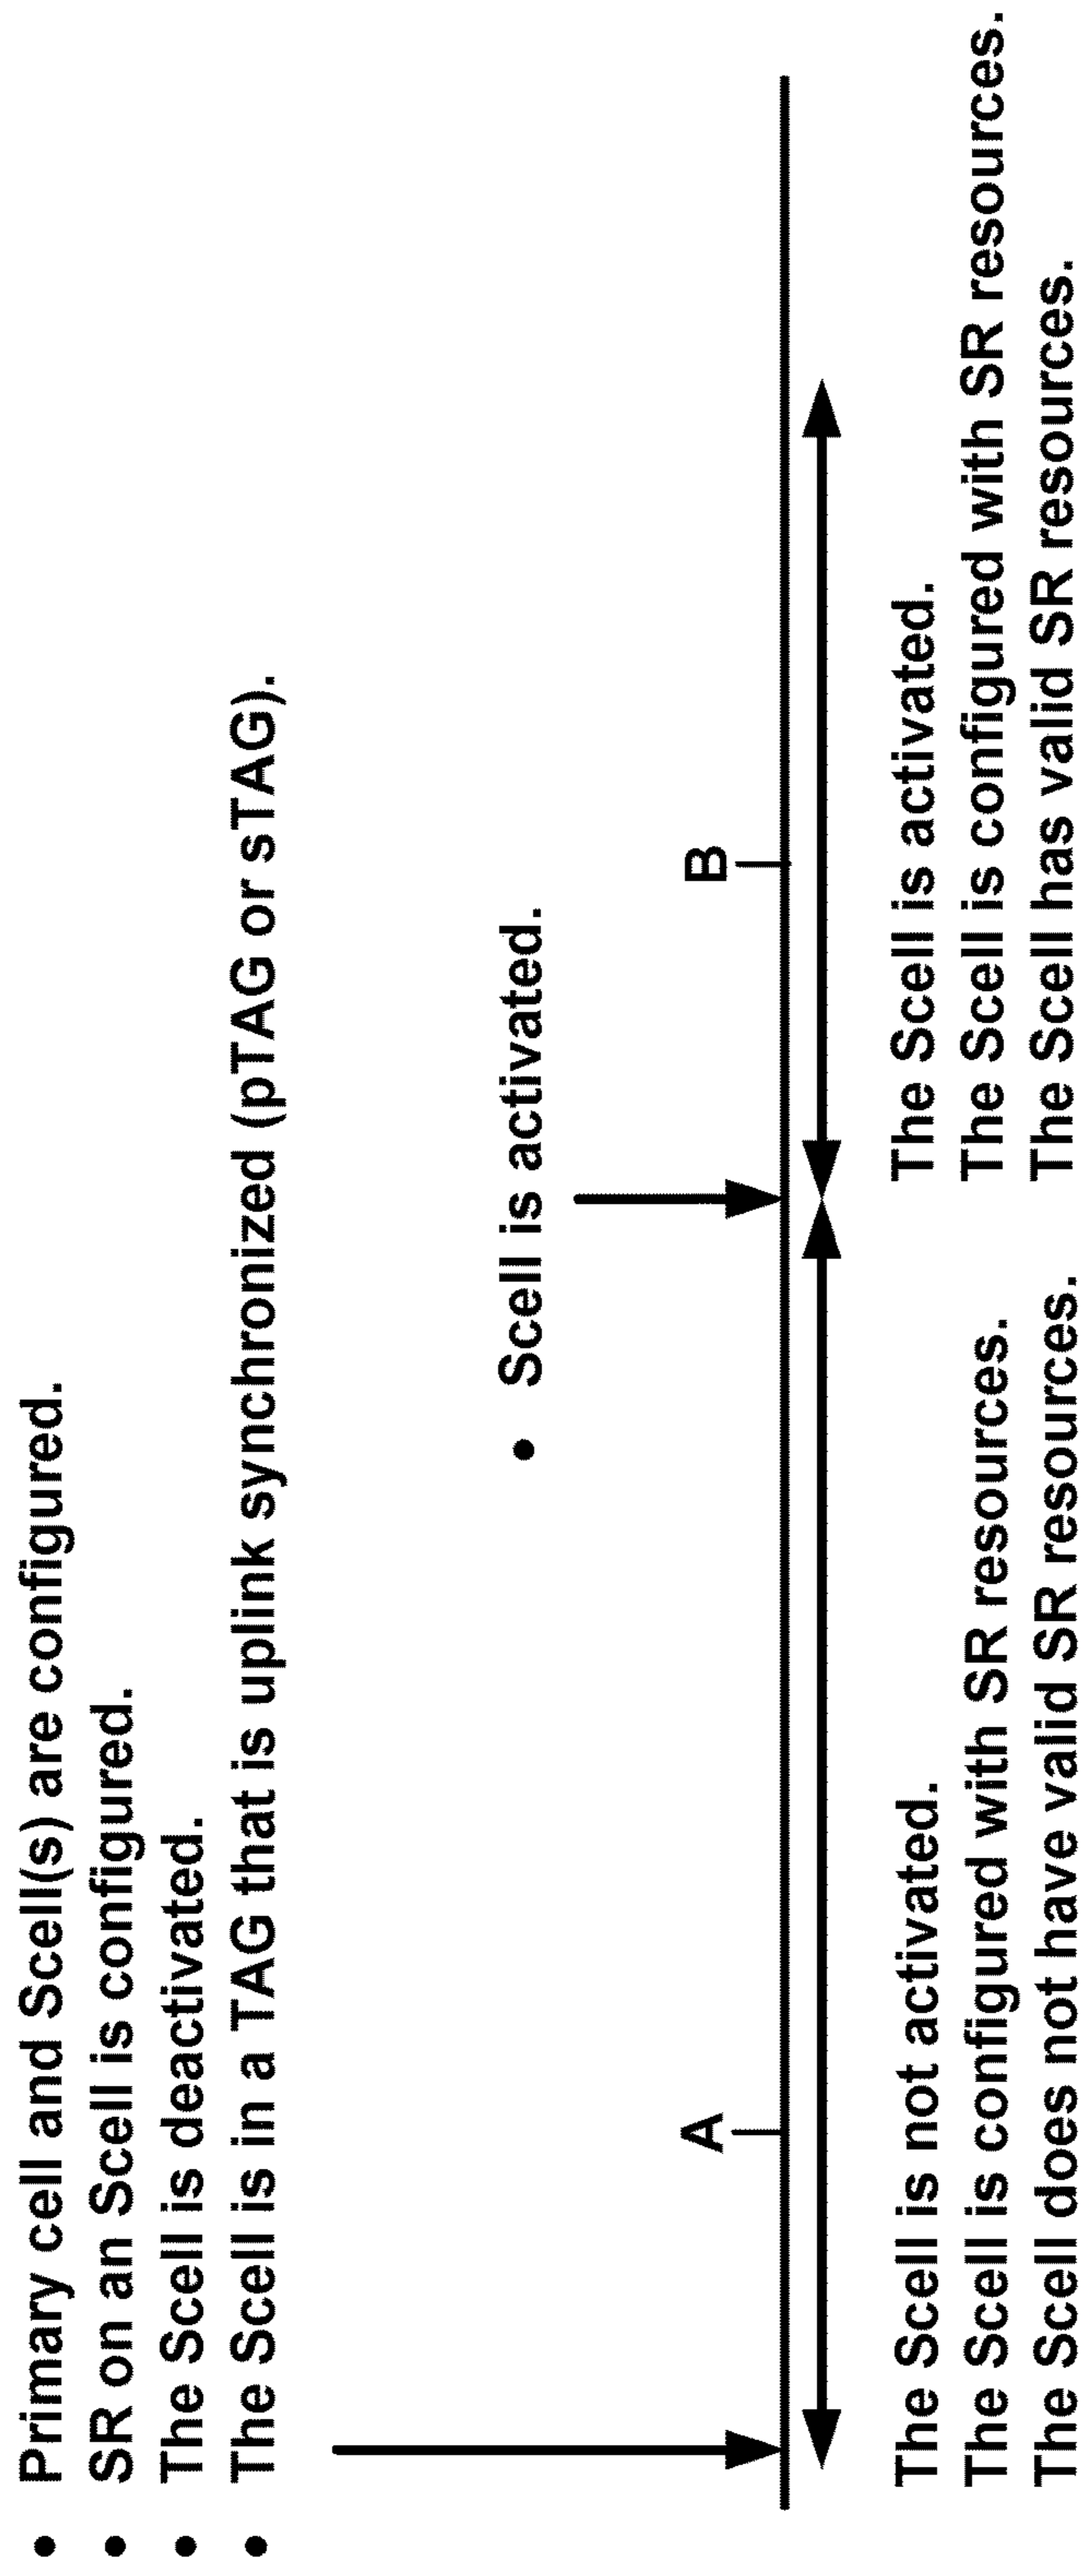 • Primary cell and Scell(s) are configured.
• SR on an Scell is configured.
• The Scell is deactivated.
• The Scell is in a TAG that is uplink synchronized (pTAG or sTAG).
• Scell is activated.
A
B
The Scell is not activated.
The Scell is configured with SR resources.
The Scell does not have valid SR resources.
The Scell is activated.
The Scell is configured with SR resources.
The Scell has valid SR resources.